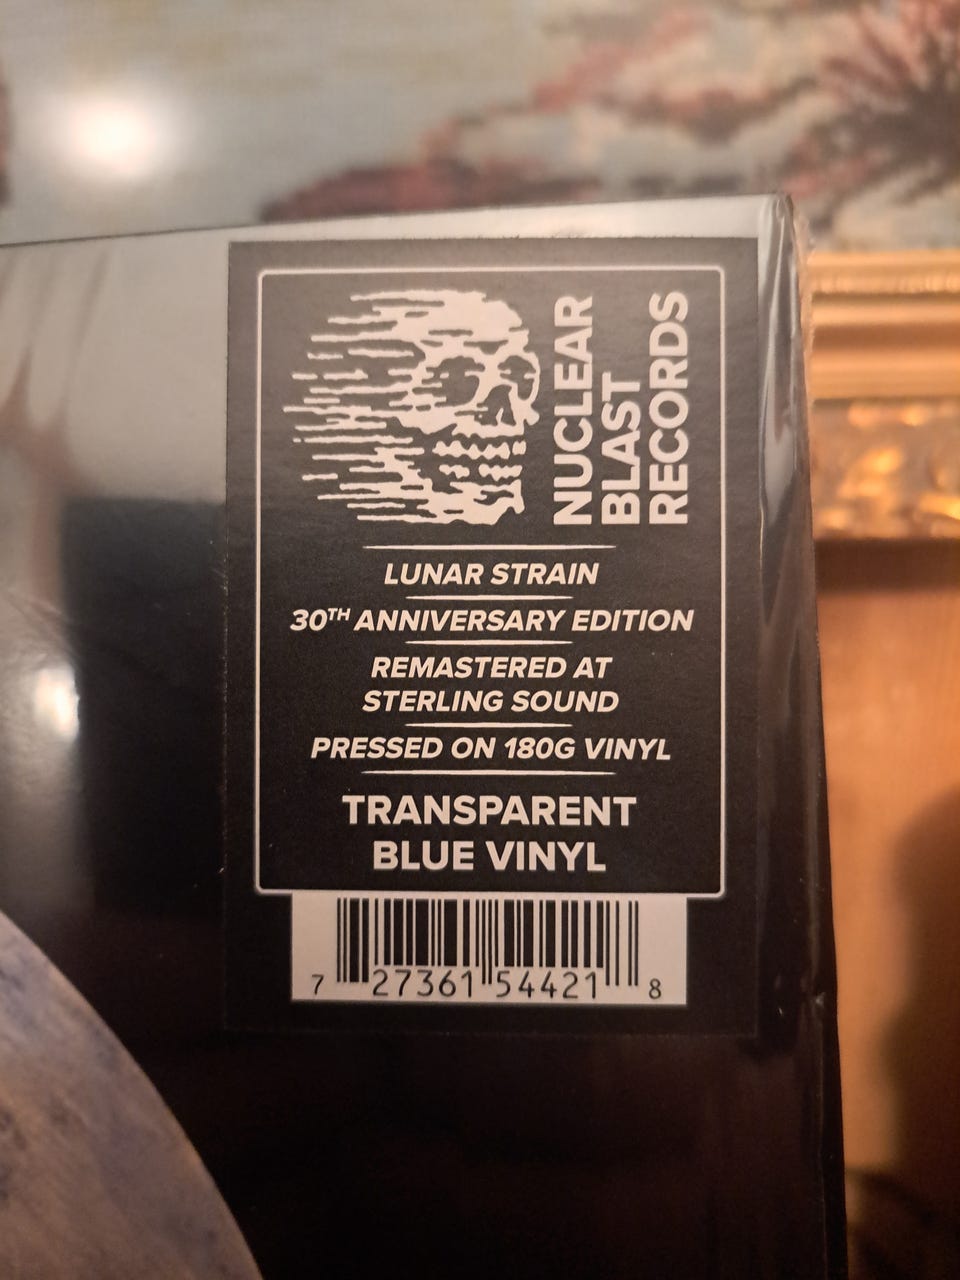 NUCLEAR
BLAST
RECORDS
LUNAR STRAIN
30TH ANNIVERSARY EDITION
REMASTERED AT
STERLING SOUND
PRESSED ON 180G VINYL
TRANSPARENT
BLUE VINYL
7 27361 54421 8